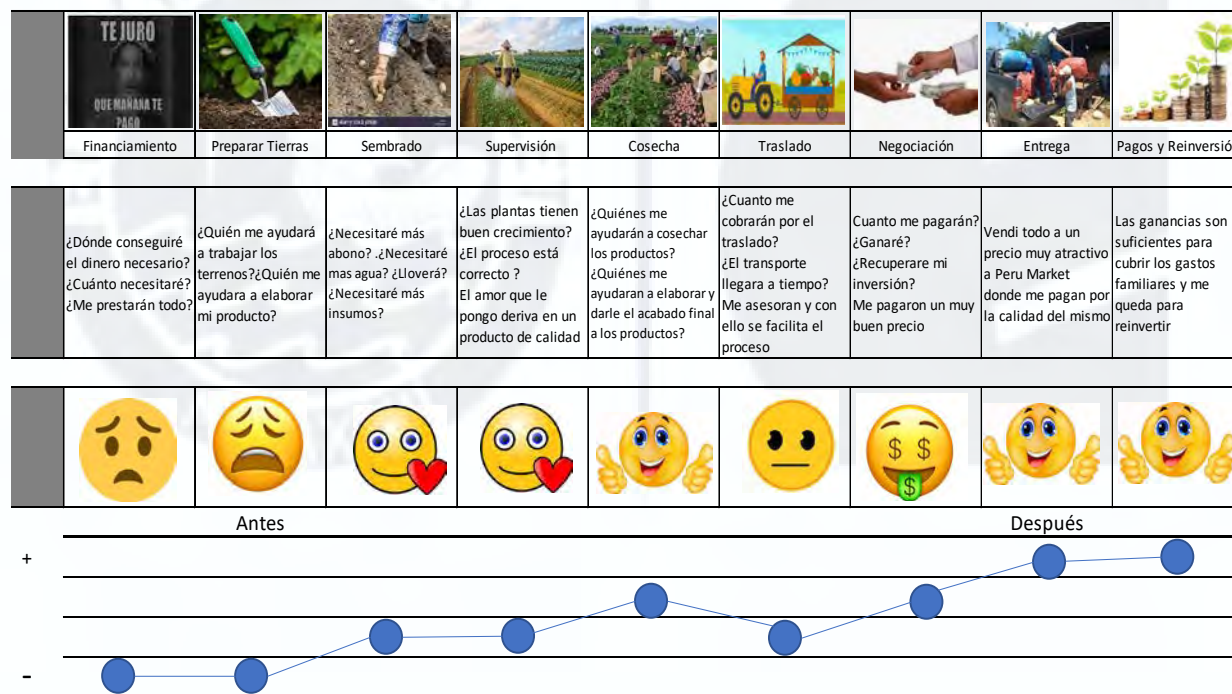 TE JURO
QUE MAÑANA TE
PAGO
Financiamiento
Preparar Tierras
Sembrado
Supervisión
Cosecha
Traslado
Negociación
Entrega
Pagos y Reinversió
¿Dónde conseguiré
el dinero necesario?
¿Cuánto necesitaré?
¿Me prestarán todo?
¿Quién me ayudará
a trabajar los
terrenos?¿Quién me
ayudara a elaborar
mi producto?
¿Necesitaré más
abono? .¿Necesitaré
mas agua? ¿Lloverá?
¿Necesitaré más
insumos?
¿Las plantas tienen
buen crecimiento?
¿El proceso está
correcto ?
El amor que le
pongo deriva en un
producto de calidad
¿Quiénes me
ayudarán a cosechar
los productos?
¿Quiénes me
ayudaran a elaborar y
darle el acabado final
a los productos?
¿Cuanto me
cobrarán por el
traslado?
¿El transporte
llegara a tiempo?
Me asesoran y con
ello se facilita el
proceso
Cuanto me pagarán?
¿Ganaré?
¿Recuperare mi
inversión?
Me pagaron un muy
buen precio
Vendi todo a un
precio muy atractivo
a Peru Market
donde me pagan por
la calidad del mismo
Las ganancias son
suficientes para
cubrir los gastos
familiares y me
queda para
reinvertir
$ $
$
Antes
Después
+
-